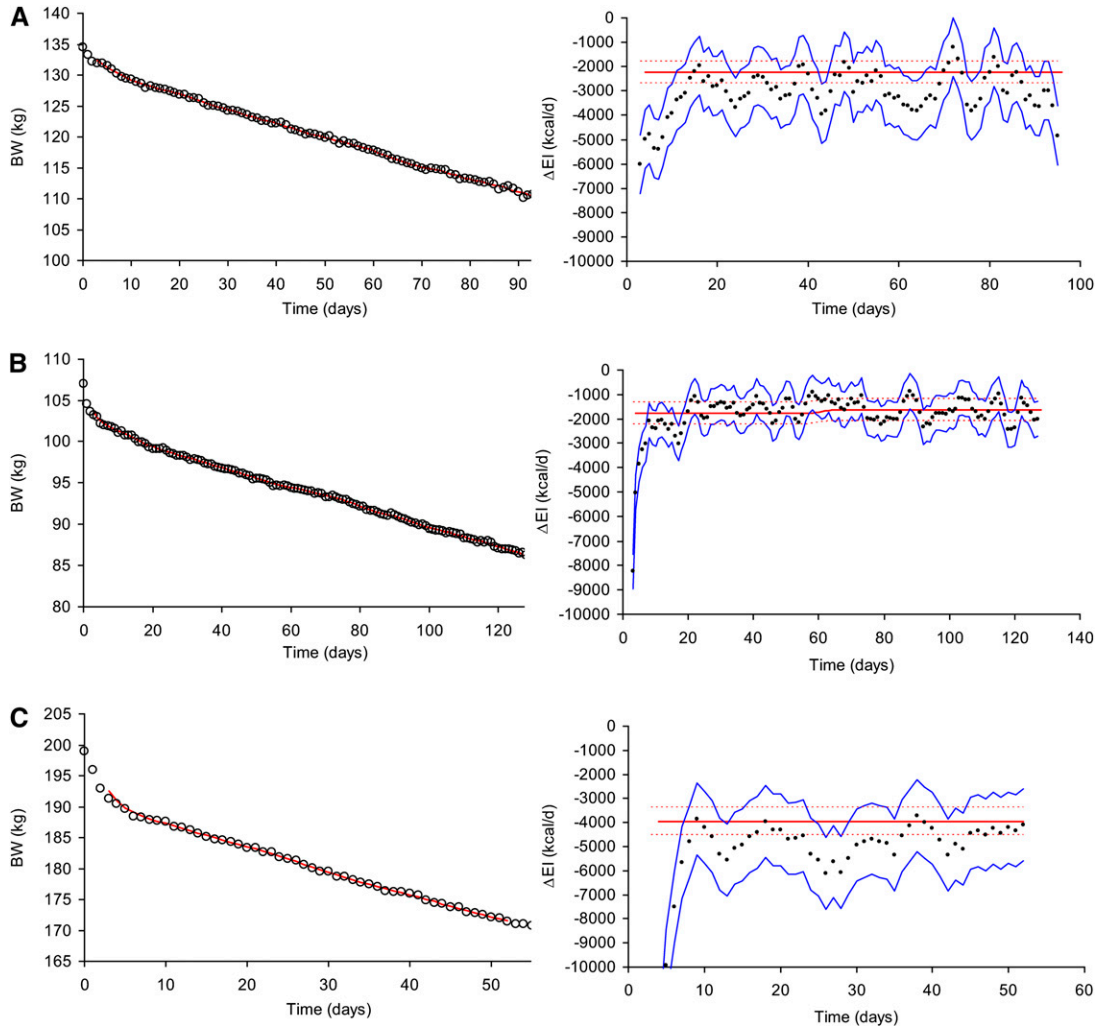 A
140
135
130
125
120
115
110
105
100
BW (kg)
0 10 20 30 40 50 60 70 80 90
Time (days)
0
-1000
-2000
-3000
-4000
-5000
-6000
-7000
-8000
-9000
-10000
ΔEI (kcal/d)
0 20 40 60 80 100
Time (days)
B
110
105
100
95
90
85
80
BW (kg)
0 20 40 60 80 100 120
Time (days)
0
-1000
-2000
-3000
-4000
-5000
-6000
-7000
-8000
-9000
-10000
ΔEI (kcal/d)
0 20 40 60 80 100 120 140
Time (days)
C
205
200
195
190
185
180
175
170
165
BW (kg)
0 10 20 30 40 50
Time (days)
0
-1000
-2000
-3000
-4000
-5000
-6000
-7000
-8000
-9000
-10000
ΔEI (kcal/d)
0 10 20 30 40 50 60
Time (days)